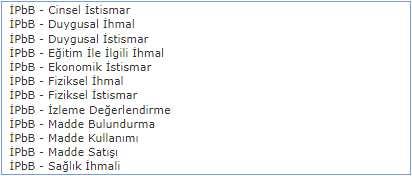 İPbB - Cinsel İstismar
İPbB - Duygusal İhmal
İPbB - Duygusal İstismar
İPbB - Eğitim İle İlgili İhmal
İPbB - Ekonomik İstismar
İPbB - Fiziksel İhmal
İPbB - Fiziksel İstismar
İPbB - İzleme Değerlendirme
İPbB - Madde Bulundurma
İPbB - Madde Kullanımı
İPbB - Madde Satışı
İPbB - Sağlık İhmali